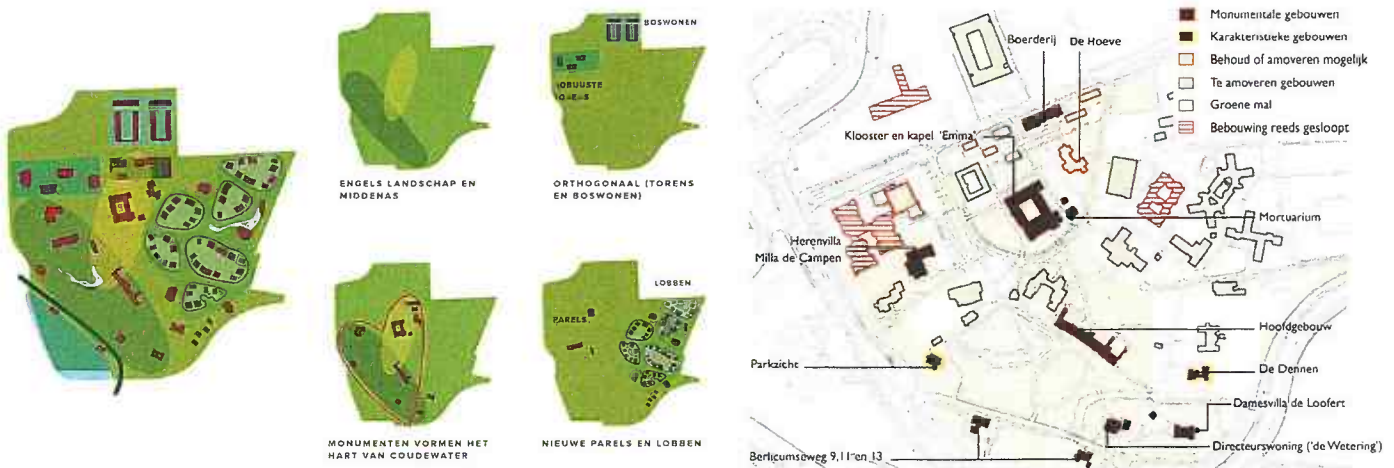 ENGELS LANDSCHAP EN
MIDDENAS
BOSWONEN
ORTHOGONAAL (TORENS
EN BOSWONEN)
MONUMENTEN VORMEN HET
HART VAN COUDEWATER
LOBBEN
PARELS
NIEUWE PARELS EN LOBBEN
Monumentale gebouwen
Karakteristieke gebouwen
Behoud of amoveren mogelijk
Te amoveren gebouwen
Groene mal
Bebouwing reeds gesloopt
Boerderij
De Hoeve
Klooster en kapel 'Emma'
Mortuarium
Herenvilla
Milla de Campen
Hoofdgebouw
Parkzicht
De Dennen
Damesvilla de Loofert
Directeurswoning ('de Wetering')
Berlicumseweg 9,11 en 13